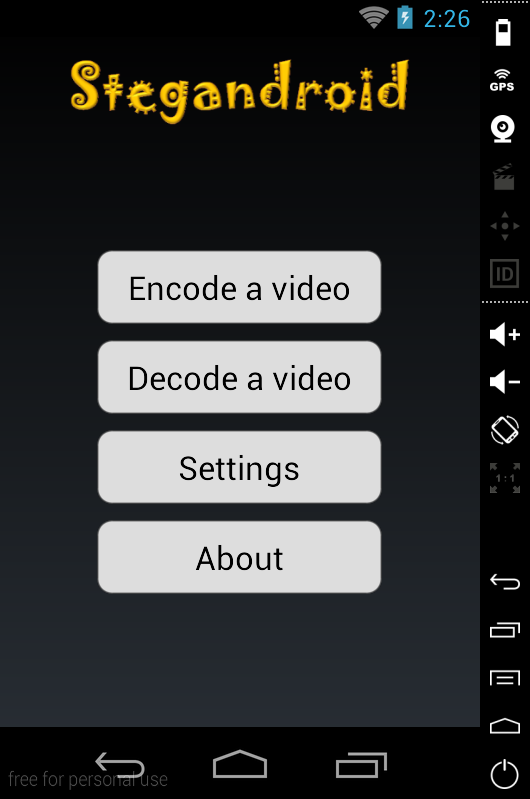 2:26
Stegandroid
GPS
Encode a video
ID
Decode a video
Settings
1:1
About
free for personal use